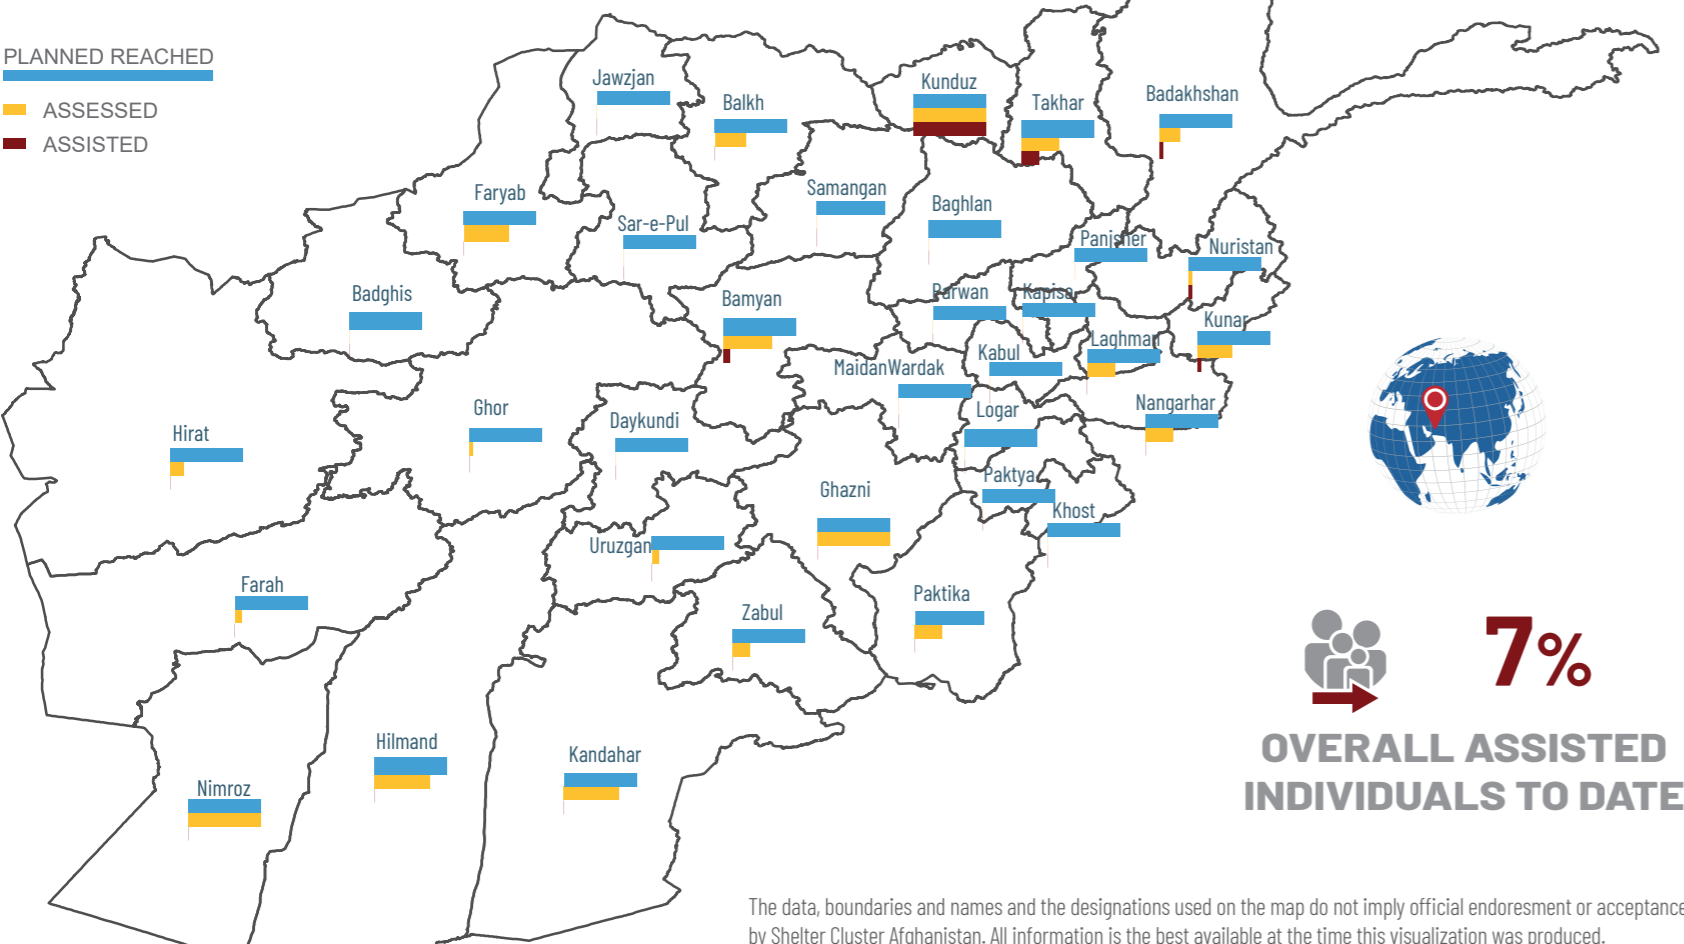 PLANNED REACHED
ASSESSED
ASSISTED
Jawzjan
Balkh
Kunduz
Takhar
Badakhshan
Faryab
Samangan
Sar-e-Pul
Baghlan
Panjsher
Nuristan
Badghis
Bamyan
Parwan
Kapisa
Kunar
Laghman
Kabul
MaidanWardak
Hirat
Ghor
Daykundi
Logar
Nangarhar
Paktya
Ghazni
Khost
Uruzgan
Farah
Zabul
Paktika
7%
OVERALL ASSISTED
INDIVIDUALS TO DATE
Hilmand
Kandahar
Nimroz
The data, boundaries and names and the designations used on the map do not imply official endoresment or acceptance
by Shelter Cluster Afghanistan. All information is the best available at the time this visualization was produced.